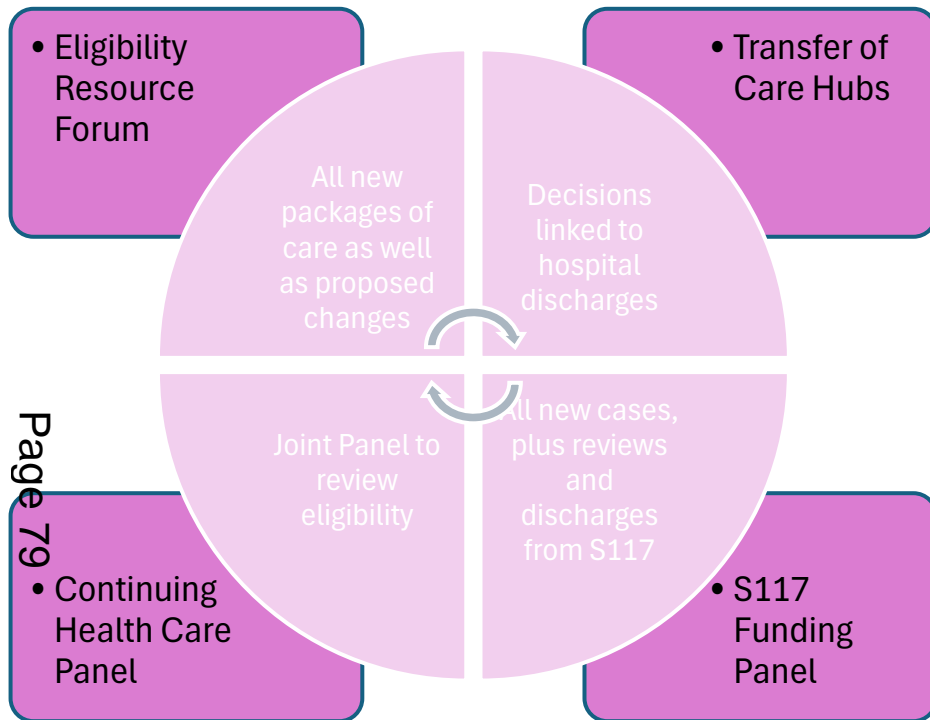 • Eligibility
Resource
Forum
• Transfer of
Care Hubs
All new
packages of
care as well
as proposed
changes
Decisions
linked to
hospital
discharges
Joint Panel to
review
eligibility
All new cases,
plus reviews
and
discharges
from S117
Page 79
• Continuing
Health Care
Panel
• S117
Funding
Panel